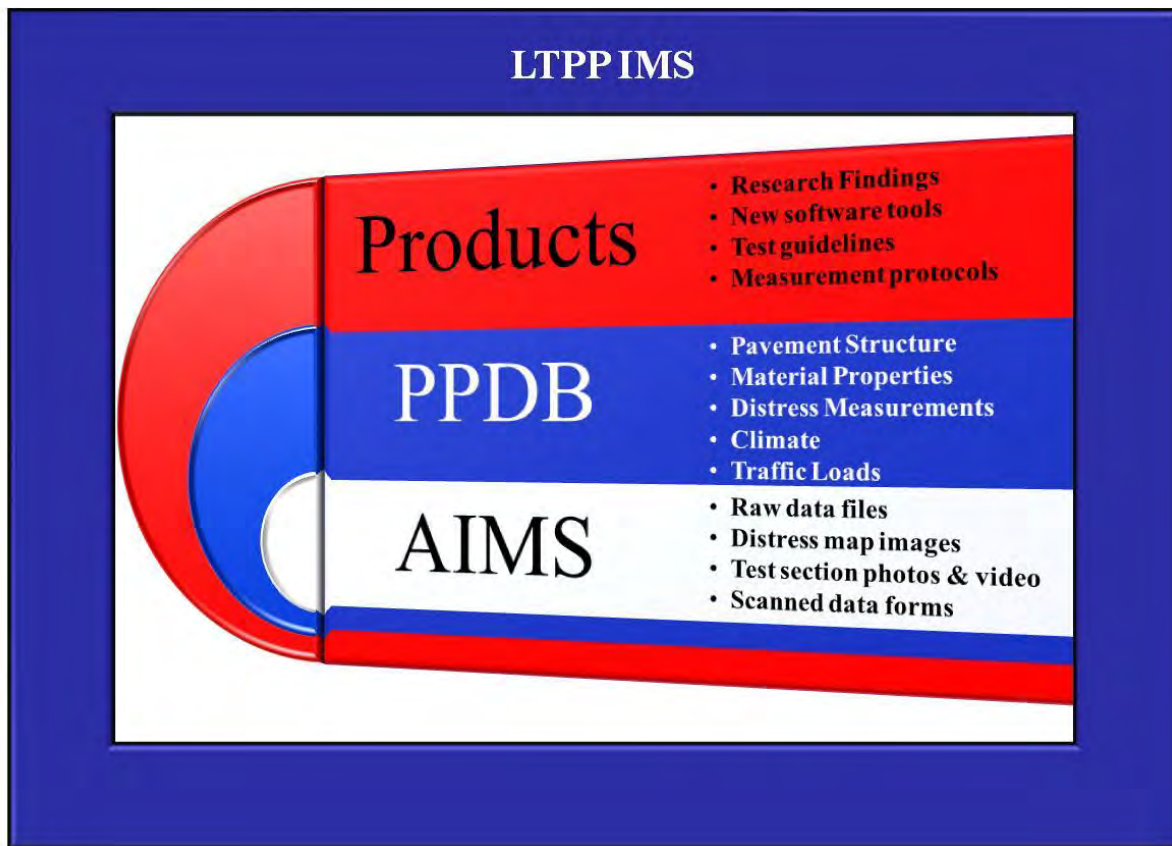 LTPP IMS
Products
• Research Findings
• New software tools
• Test guidelines
• Measurement protocols
PPDB
• Pavement Structure
• Material Properties
• Distress Measurements
• Climate
• Traffic Loads
AIMS
• Raw data files
• Distress map images
• Test section photos & video
• Scanned data forms